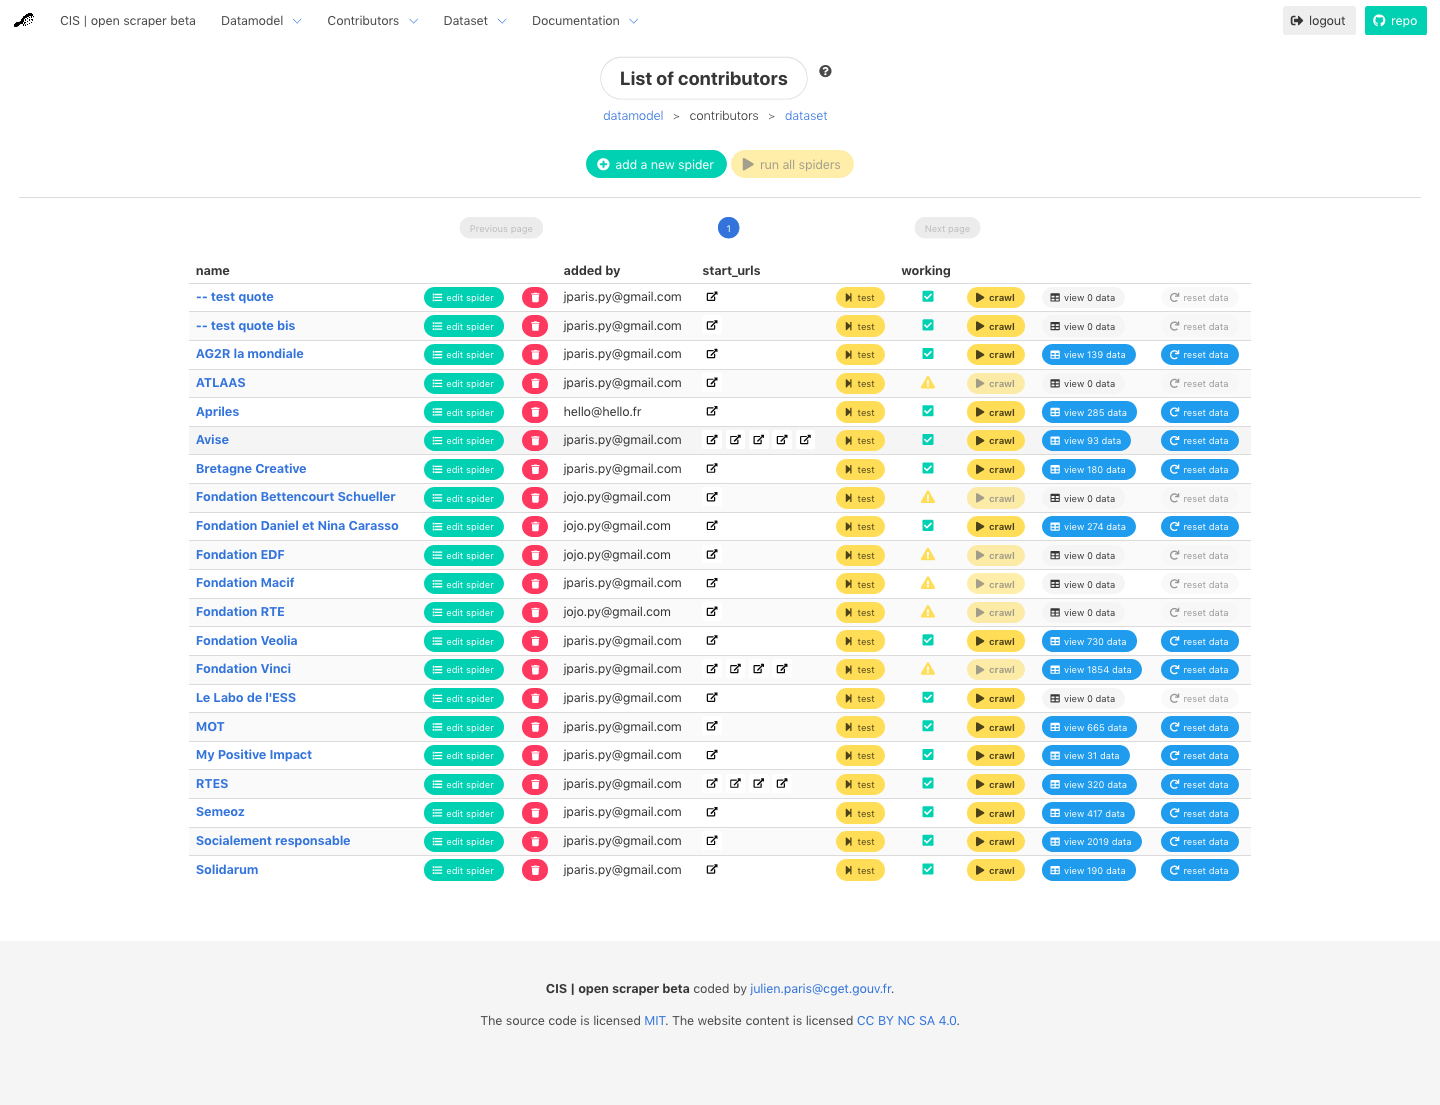 CIS | open scraper beta Datamodel Contributors Dataset Documentation logout repo
List of contributors
datamodel > contributors > dataset
add a new spider run all spiders
Previous page 1 Next page
name added by start_urls working
-- test quote edit spider jparis.py@gmail.com test crawl view 0 data reset data
-- test quote bis edit spider jparis.py@gmail.com test crawl view 0 data reset data
AG2R la mondiale edit spider jparis.py@gmail.com test crawl view 139 data reset data
ATLAAS edit spider jparis.py@gmail.com test crawl view 0 data reset data
Apriles edit spider hello@hello.fr test crawl view 285 data reset data
Avise edit spider jparis.py@gmail.com test crawl view 93 data reset data
Bretagne Creative edit spider jparis.py@gmail.com test crawl view 180 data reset data
Fondation Bettencourt Schueller edit spider jojo.py@gmail.com test crawl view 0 data reset data
Fondation Daniel et Nina Carasso edit spider jojo.py@gmail.com test crawl view 274 data reset data
Fondation EDF edit spider jojo.py@gmail.com test crawl view 0 data reset data
Fondation Macif edit spider jparis.py@gmail.com test crawl view 0 data reset data
Fondation RTE edit spider jojo.py@gmail.com test crawl view 0 data reset data
Fondation Veolia edit spider jparis.py@gmail.com test crawl view 730 data reset data
Fondation Vinci edit spider jparis.py@gmail.com test crawl view 1854 data reset data
Le Labo de l'ESS edit spider jparis.py@gmail.com test crawl view 0 data reset data
MOT edit spider jparis.py@gmail.com test crawl view 665 data reset data
My Positive Impact edit spider jparis.py@gmail.com test crawl view 31 data reset data
RTES edit spider jparis.py@gmail.com test crawl view 320 data reset data
Semeoz edit spider jparis.py@gmail.com test crawl view 417 data reset data
Socialement responsable edit spider jparis.py@gmail.com test crawl view 2019 data reset data
Solidarum edit spider jparis.py@gmail.com test crawl view 190 data reset data
CIS | open scraper beta coded by julien.paris@cget.gouv.fr.
The source code is licensed MIT. The website content is licensed CC BY NC SA 4.0.